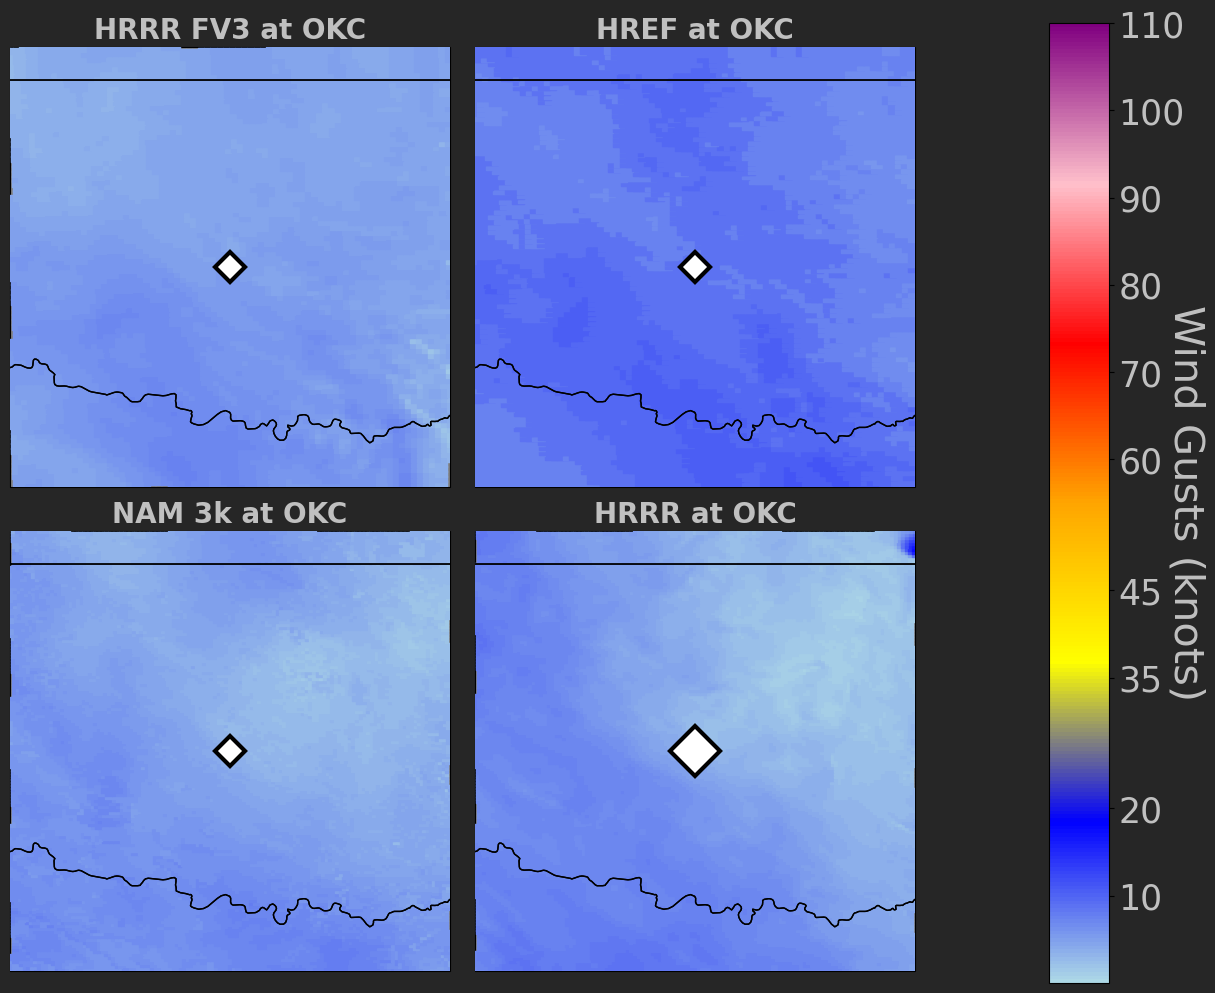 HRRR FV3 at OKC
HREF at OKC
NAM 3k at OKC
HRRR at OKC
110
100
90
80
70
60
45
35
20
10
Wind Gusts (knots)